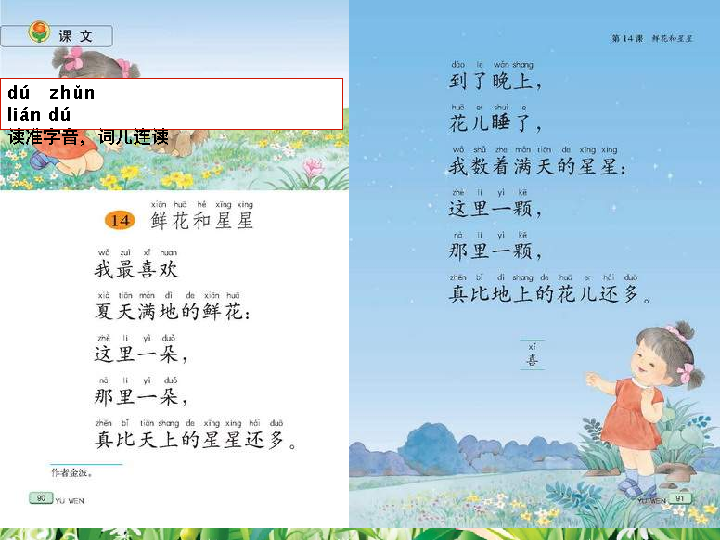 课文
dú zhǔn
lián dú
读准字音，词儿连读
xiān huā hé xīng xīng
14 鲜花和星星
wǒ zuì xǐ huan
我最喜欢
xià tiān mǎn dì de xiān huā
夏天满地的鲜花：
zhè lǐ yì duǒ
这里一朵，
nà lǐ yì duǒ
那里一朵，
zhēn bǐ tiān shang de xīng xing hái duō
真比天上的星星还多。
作者金波。
90 YU WEN
第14课 鲜花和星星
dào le wǎn shang
到了晚上，
huā er shuì le
花儿睡了，
wǒ shǔ zhe mǎn tiān de xīng xing
我数着满天的星星：
zhè lǐ yì kē
这里一颗，
nà lǐ yì kē
那里一颗，
zhēn bǐ dì shang de huā er hái duō
真比地上的花儿还多。
xǐ
喜
YU WEN 91